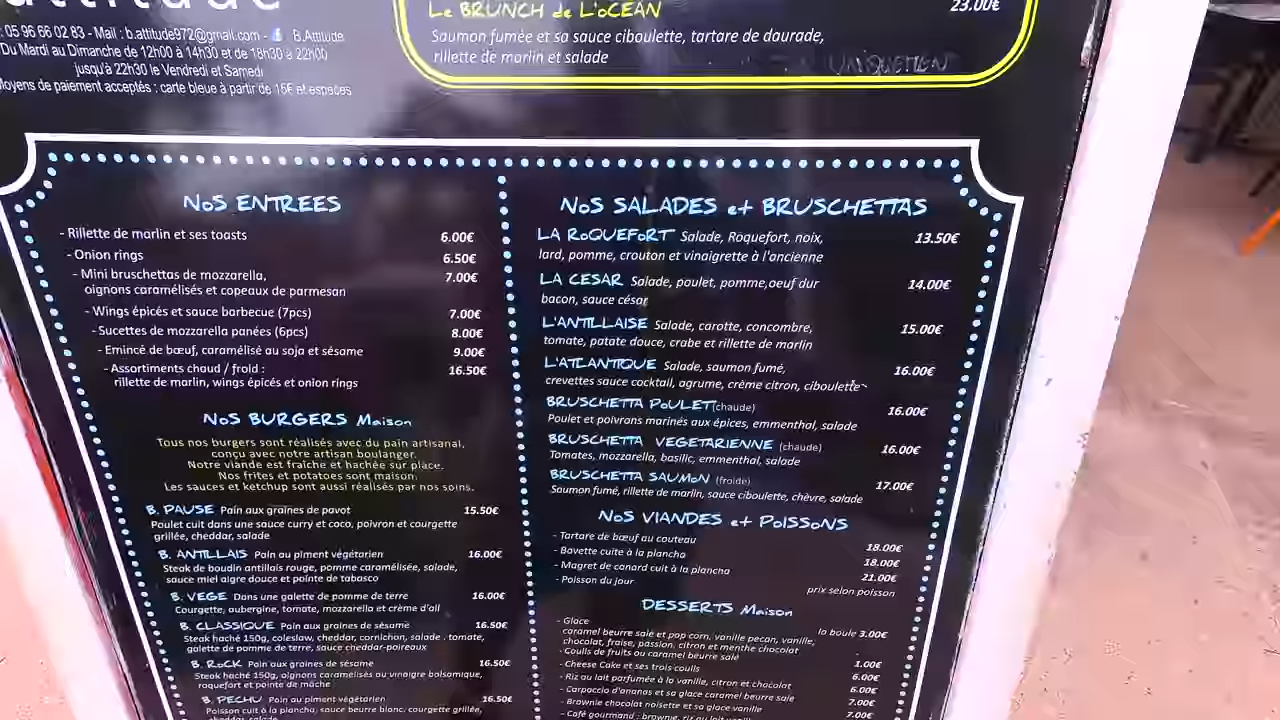 Le BRUNCH de L'OCEAN 23.00€
Saumon fumée et sa sauce ciboulette, tartare de daurade,
rillette de marlin et salade
: 05 96 66 02 83 - Mail : b.attitude972@gmail.com - B.Attitude
Du Mardi au Dimanche de 12h00 à 14h30 et de 18h30 à 22h00
jusqu'à 22h30 le Vendredi et Samedi
Moyens de paiement acceptés : carte bleue à partir de 15€ et espèces
NOS ENTREES
- Rillette de marlin et ses toasts 6.00€
- Onion rings 6.50€
- Mini bruschettas de mozzarella, 7.00€
oignons caramélisés et copeaux de parmesan
- Wings épicés et sauce barbecue (7pcs) 7.00€
- Sucettes de mozzarella panées (6pcs) 8.00€
- Emincé de bœuf, caramélisé au soja et sésame 9.00€
- Assortiments chaud / froid : 16.50€
rillette de marlin, wings épicés et onion rings
NOS BURGERS Maison
Tous nos burgers sont réalisés avec du pain artisanal,
conçu avec notre artisan boulanger.
Notre viande est fraîche et hachée sur place.
Nos frites et potatoes sont maison.
Les sauces et ketchup sont aussi réalisés par nos soins.
B. PAUSE Pain aux graines de pavot 15.50€
Poulet cuit dans une sauce curry et coco, poivron et courgette
grillée, cheddar, salade
B. ANTILLAIS Pain au piment végétarien 16.00€
Steak de boudin antillais rouge, pomme caramélisée, salade,
sauce miel aigre douce et pointe de tabasco
B. VEGE Dans une galette de pomme de terre 16.00€
Courgette, aubergine, tomate, mozzarella et crème d'ail
B. CLASSIQUE Pain aux graines de sésame 16.50€
Steak haché 150g, coleslaw, cheddar, cornichon, salade, tomate,
galette de pomme de terre, sauce cheddar-poireaux
B. ROCK Pain aux graines de sésame 16.50€
Steak haché 150g, oignons caramélisés au vinaigre balsamique,
roquefort et pointe de mâche
B. PECHU Pain au piment végétarien 16.50€
Poisson cuit à la plancha, sauce beurre blanc, courgette grillée,
cheddar, salade
NOS SALADES et BRUSCHETTAS
LA ROQUEFORT Salade, Roquefort, noix, 13.50€
lard, pomme, crouton et vinaigrette à l'ancienne
LA CESAR Salade, poulet, pomme,oeuf dur 14.00€
bacon, sauce césar
L'ANTILLAISE Salade, carotte, concombre, 15.00€
tomate, patate douce, crabe et rillette de marlin
L'ATLANTIQUE Salade, saumon fumé, 16.00€
crevettes sauce cocktail, agrume, crème citron, ciboulette
BRUSCHETTA POULET(chaude) 16.00€
Poulet et poivrons marinés aux épices, emmenthal, salade
BRUSCHETTA VEGETARIENNE (chaude) 16.00€
Tomates, mozzarella, basilic, emmenthal, salade
BRUSCHETTA SAUMON (froide) 17.00€
Saumon fumé, rillette de marlin, sauce ciboulette, chèvre, salade
NOS VIANDES et POISSONS
- Tartare de bœuf au couteau 18.00€
- Bavette cuite à la plancha 18.00€
- Magret de canard cuit à la plancha 21.00€
- Poisson du jour prix selon poisson
DESSERTS Maison
- Glace la boule 3.00€
caramel beurre salé et pop corn, vanille pecan, vanille,
chocolat, fraise, passion, citron et menthe chocolat
- Coulis de fruits ou caramel beurre salé 1.00€
- Cheese Cake et ses trois coulis 6.00€
- Riz au lait parfumée à la vanille, citron et chocolat 6.00€
- Carpaccio d'ananas et sa glace caramel beurre salé 7.00€
- Brownie chocolat noisette et sa glace vanille 7.00€
- Café gourmand : brownie, riz au lait